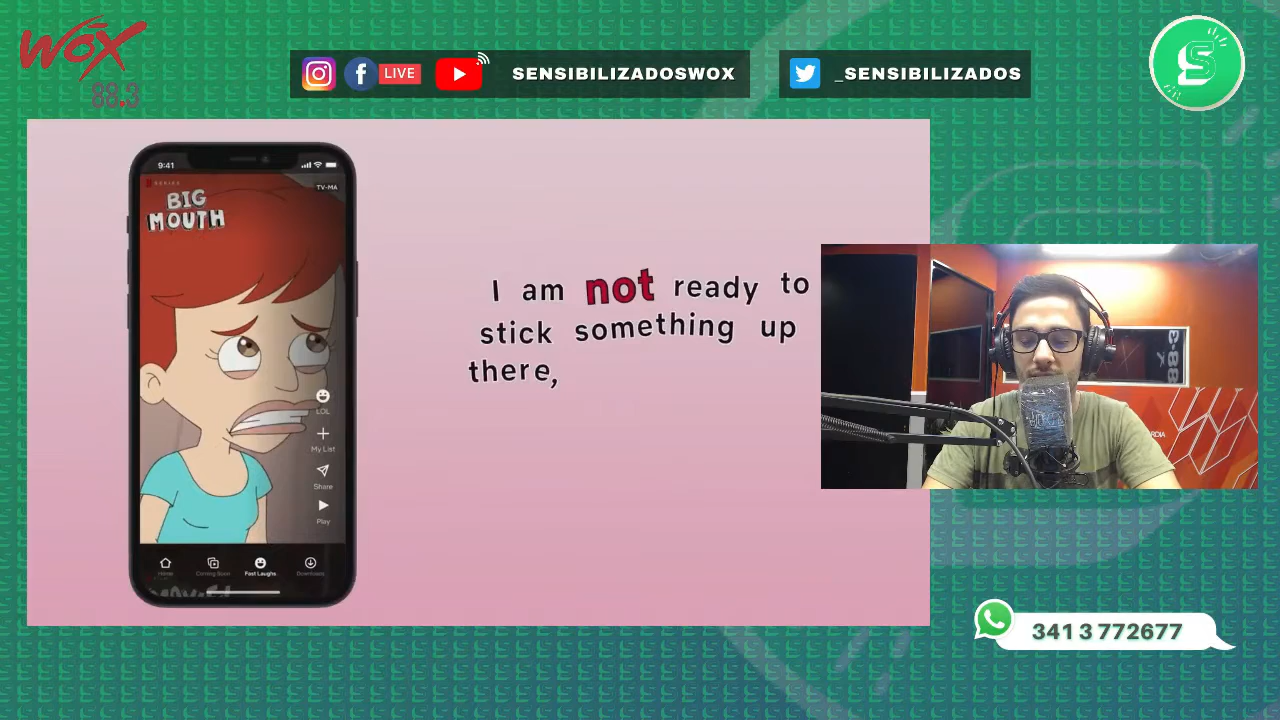 WOX
88.3
LIVE
SENSIBILIZADOSWOX
_SENSIBILIZADOS
S
9:41
SERIES
TV-MA
BIG
MOUTH
LOL
My List
Share
Play
Home
Coming Soon
Fast Laughs
Downloads
I am not ready to
stick something up
there,
88.3
341 3 772677